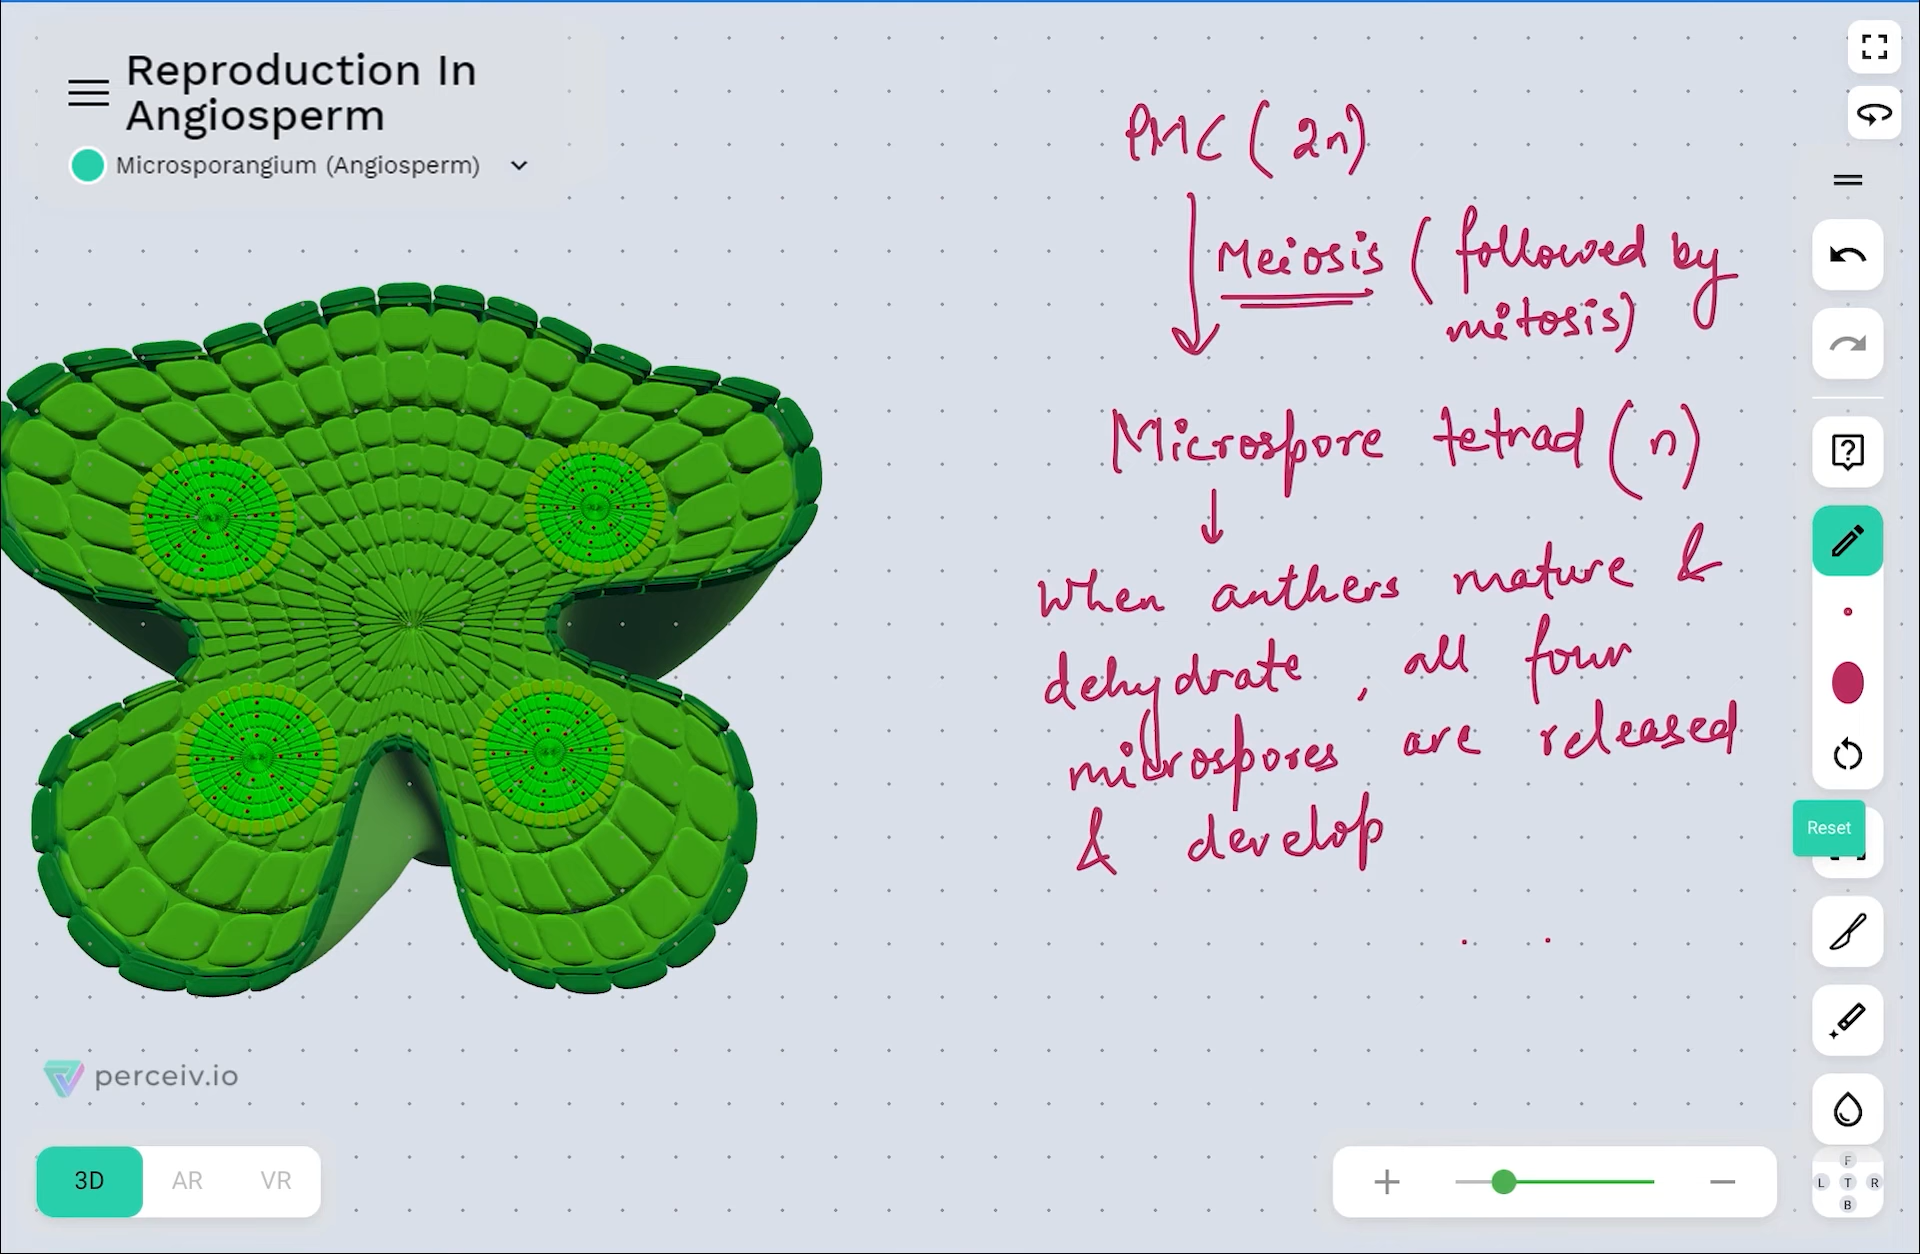 Reproduction In
Angiosperm
Microsporangium (Angiosperm)
PMC (2n)
Meiosis (followed by
mitosis)
Microspore tetrad (n)
When anthers mature &
dehydrate, all four
microspores are released
& develop
Reset
perceiv.io
3D AR VR
F
L T R
B